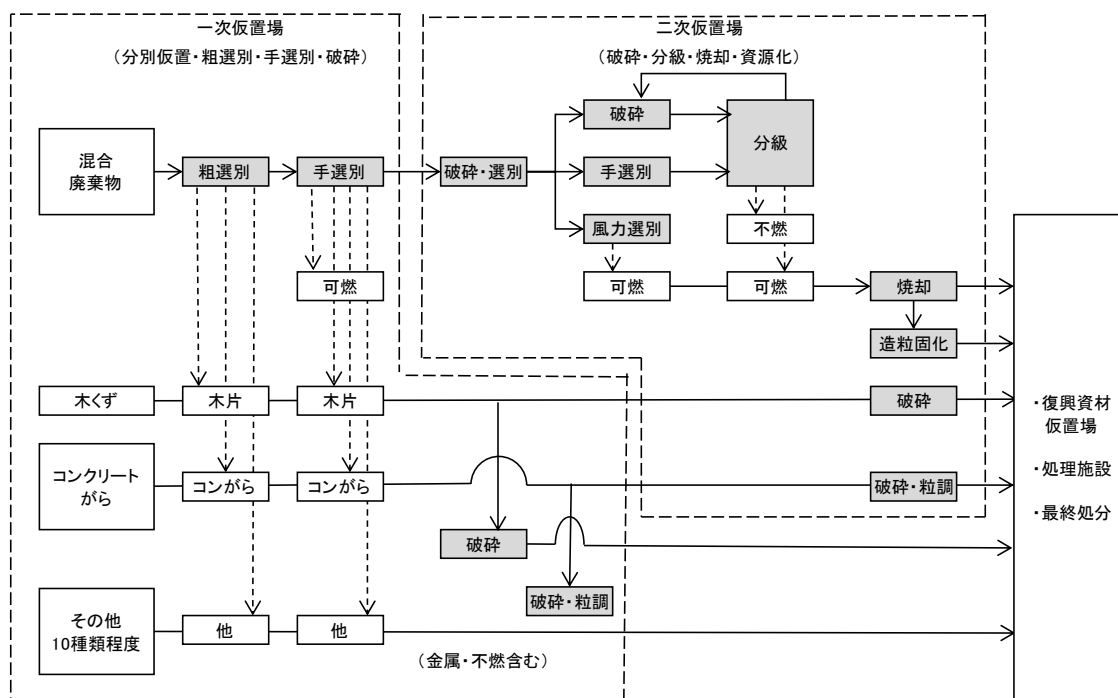 一次仮置場
(分別仮置・粗選別・手選別・破砕)
二次仮置場
(破砕・分級・焼却・資源化)
混合
廃棄物
粗選別
手選別
破砕・選別
破砕
手選別
風力選別
分級
不燃
可燃
可燃
可燃
焼却
造粒固化
木くず
木片
木片
破砕
コンクリート
がら
コンがら
コンがら
破砕・粒調
破砕
破砕・粒調
その他
10種類程度
他
他
(金属・不燃含む)
・復興資材
仮置場
・処理施設
・最終処分